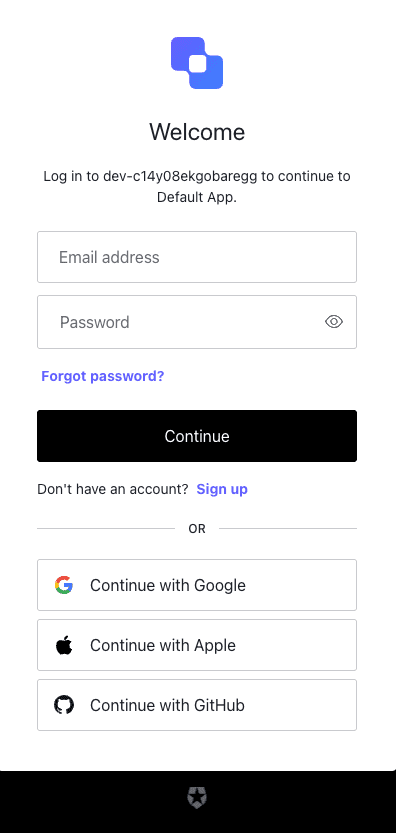 Welcome
Log in to dev-c14y08ekgobaregg to continue to
Default App.
Email address
Password
Forgot password?
Continue
Don't have an account? Sign up
OR
Continue with Google
Continue with Apple
Continue with GitHub